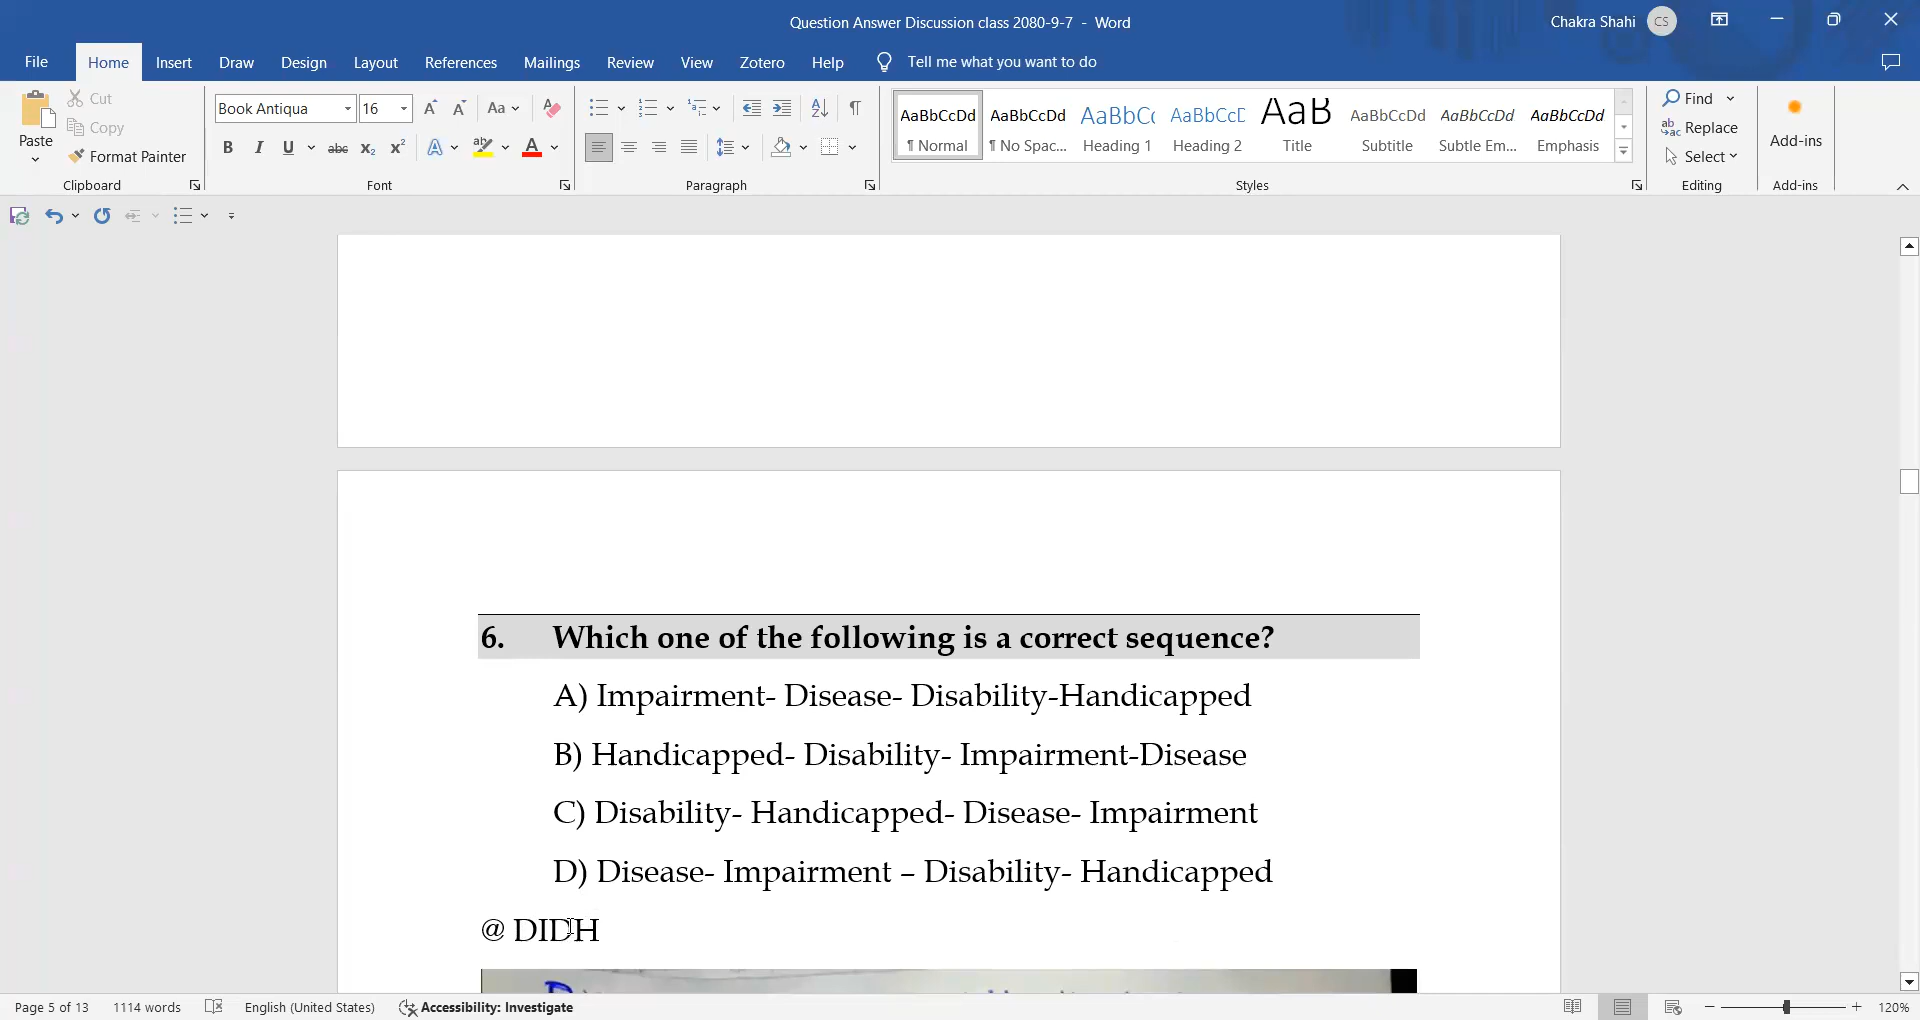 Question Answer Discussion class 2080-9-7 - Word
Chakra Shahi CS
File Home Insert Draw Design Layout References Mailings Review View Zotero Help Tell me what you want to do
Paste
Cut
Copy
Format Painter
Clipboard
Book Antiqua 16
Font
Paragraph
AaBbCcDd AaBbCcDd AaBbCc AaBbCcD AaB AaBbCcDd AaBbCcDd AaBbCcDd
¶ Normal ¶ No Spac... Heading 1 Heading 2 Title Subtitle Subtle Em... Emphasis
Styles
Find
Replace
Select
Editing
Add-ins
Add-ins
6. Which one of the following is a correct sequence?
A) Impairment- Disease- Disability-Handicapped
B) Handicapped- Disability- Impairment-Disease
C) Disability- Handicapped- Disease- Impairment
D) Disease- Impairment – Disability- Handicapped
@ DIDH
Page 5 of 13 1114 words English (United States) Accessibility: Investigate 120%